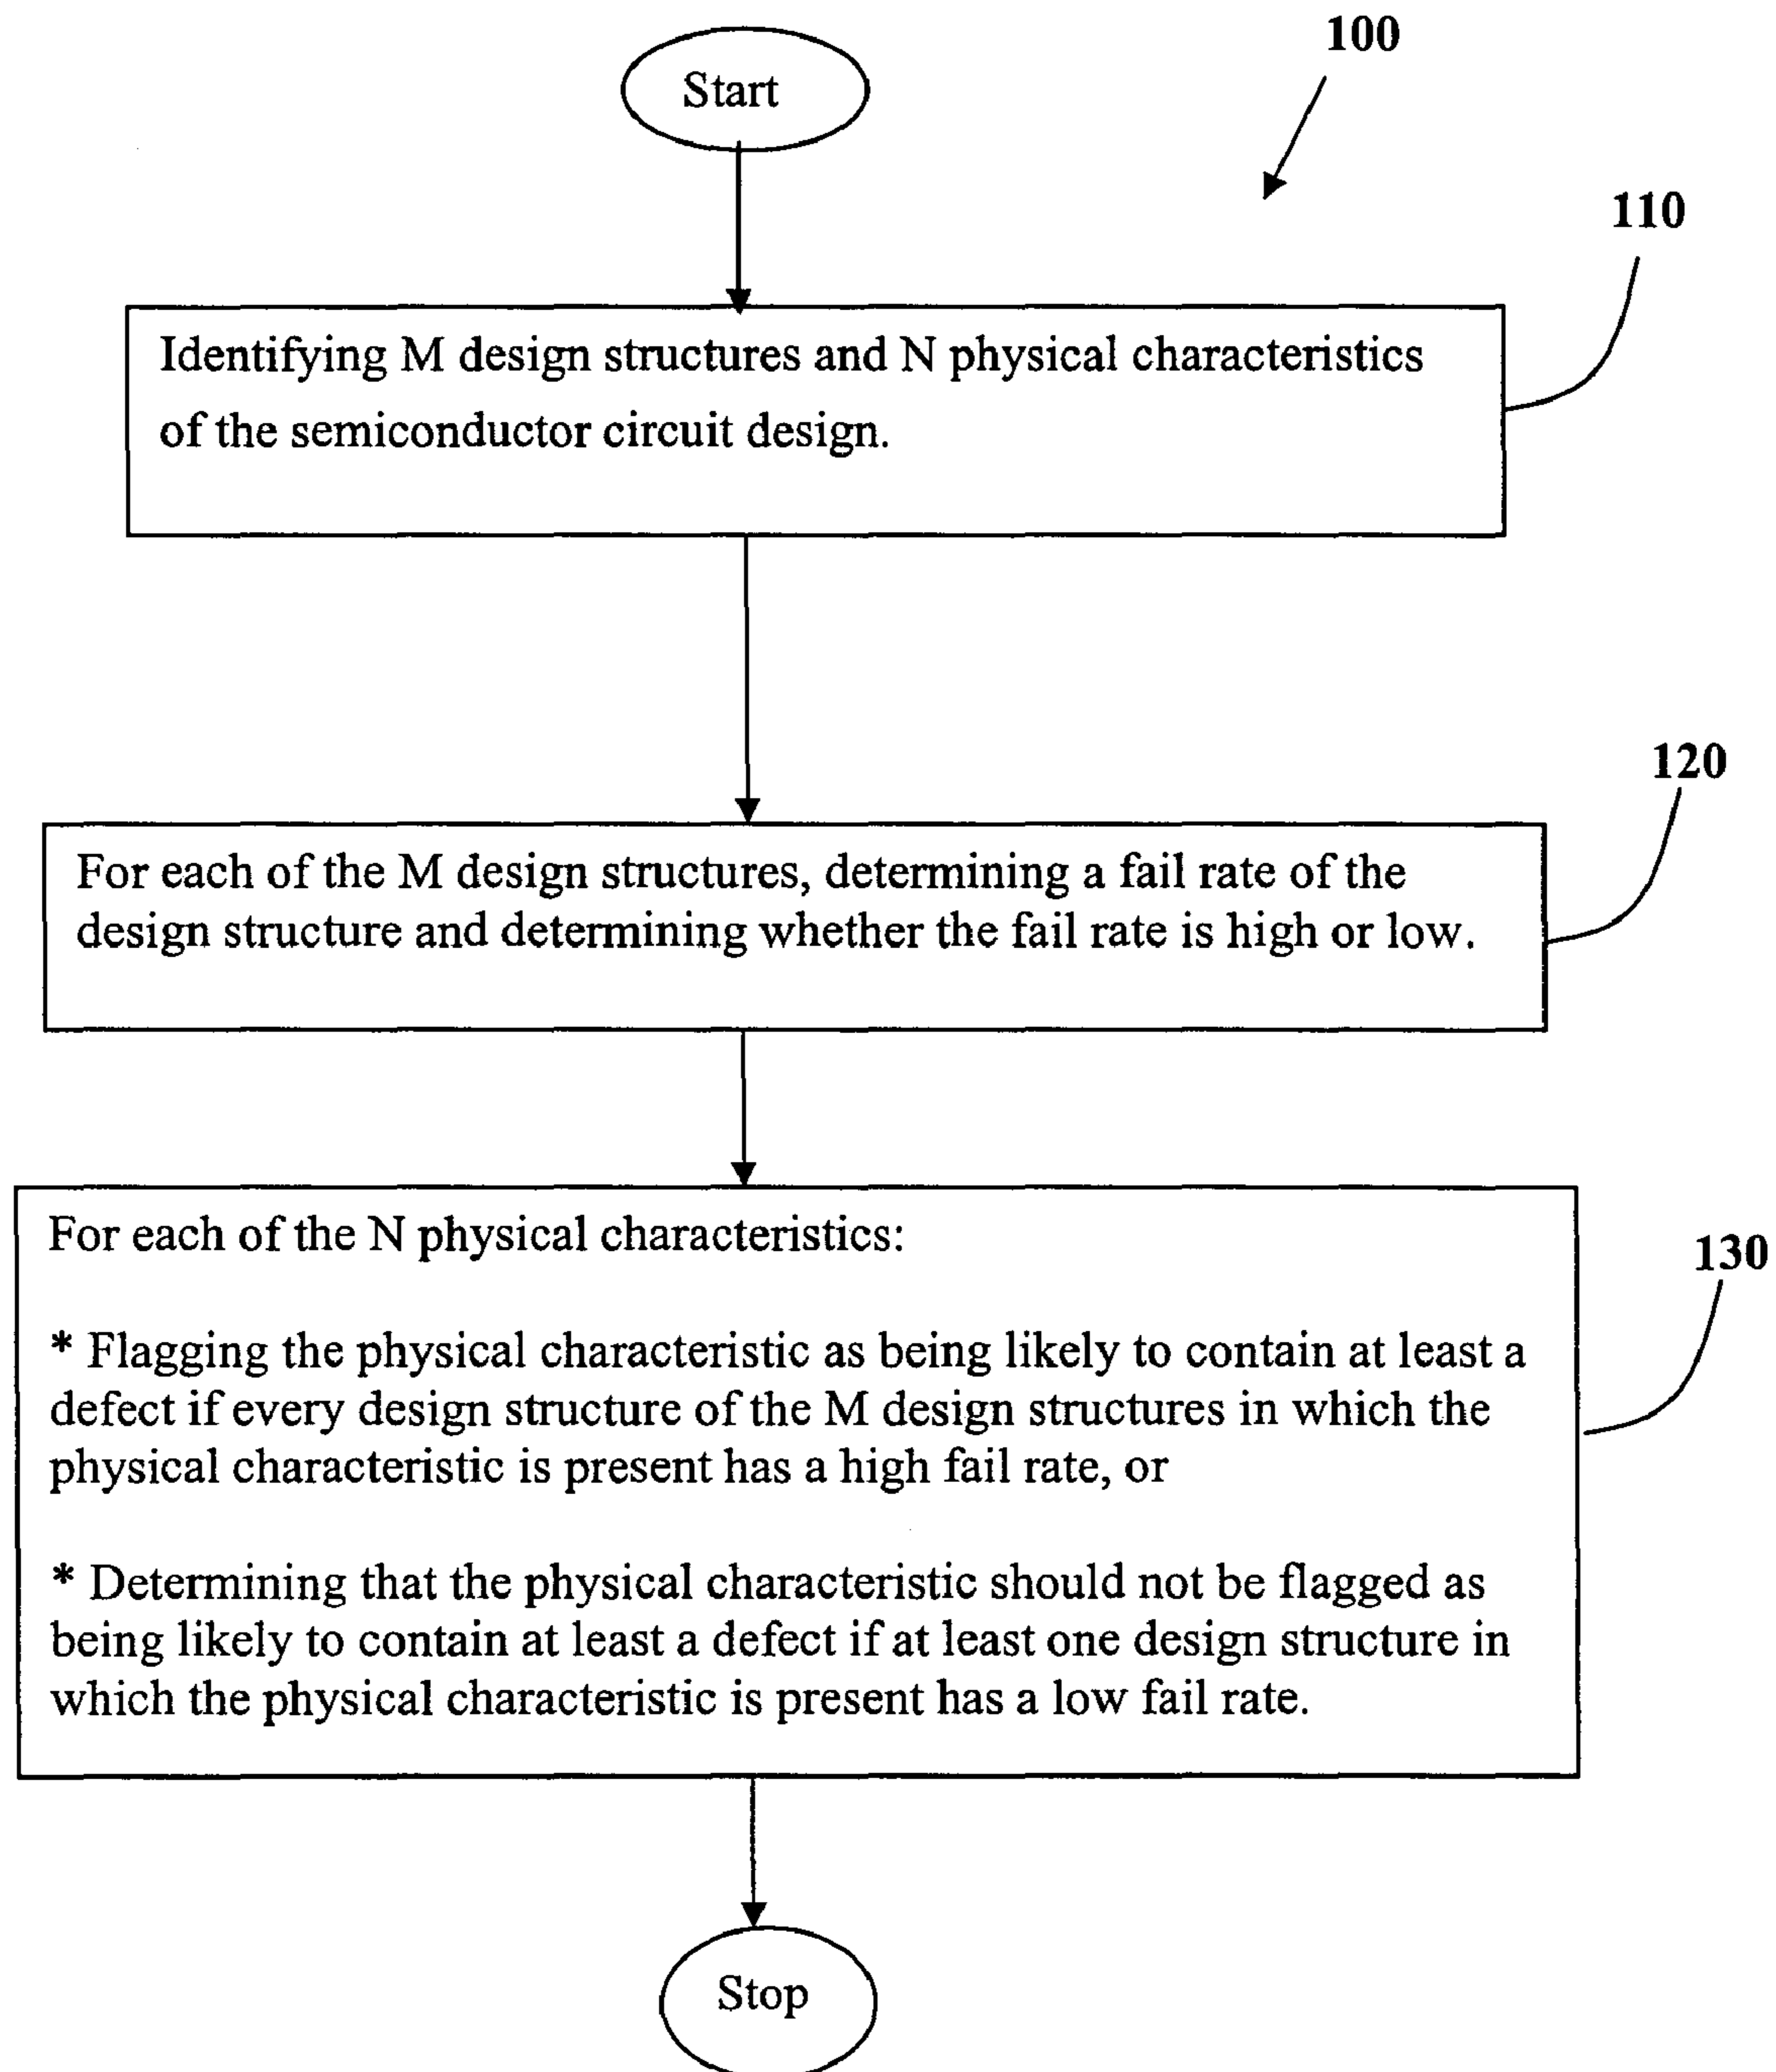 Start
100
110
Identifying M design structures and N physical characteristics
of the semiconductor circuit design.
120
For each of the M design structures, determining a fail rate of the
design structure and determining whether the fail rate is high or low.
For each of the N physical characteristics:
130
* Flagging the physical characteristic as being likely to contain at least a
defect if every design structure of the M design structures in which the
physical characteristic is present has a high fail rate, or
* Determining that the physical characteristic should not be flagged as
being likely to contain at least a defect if at least one design structure in
which the physical characteristic is present has a low fail rate.
Stop